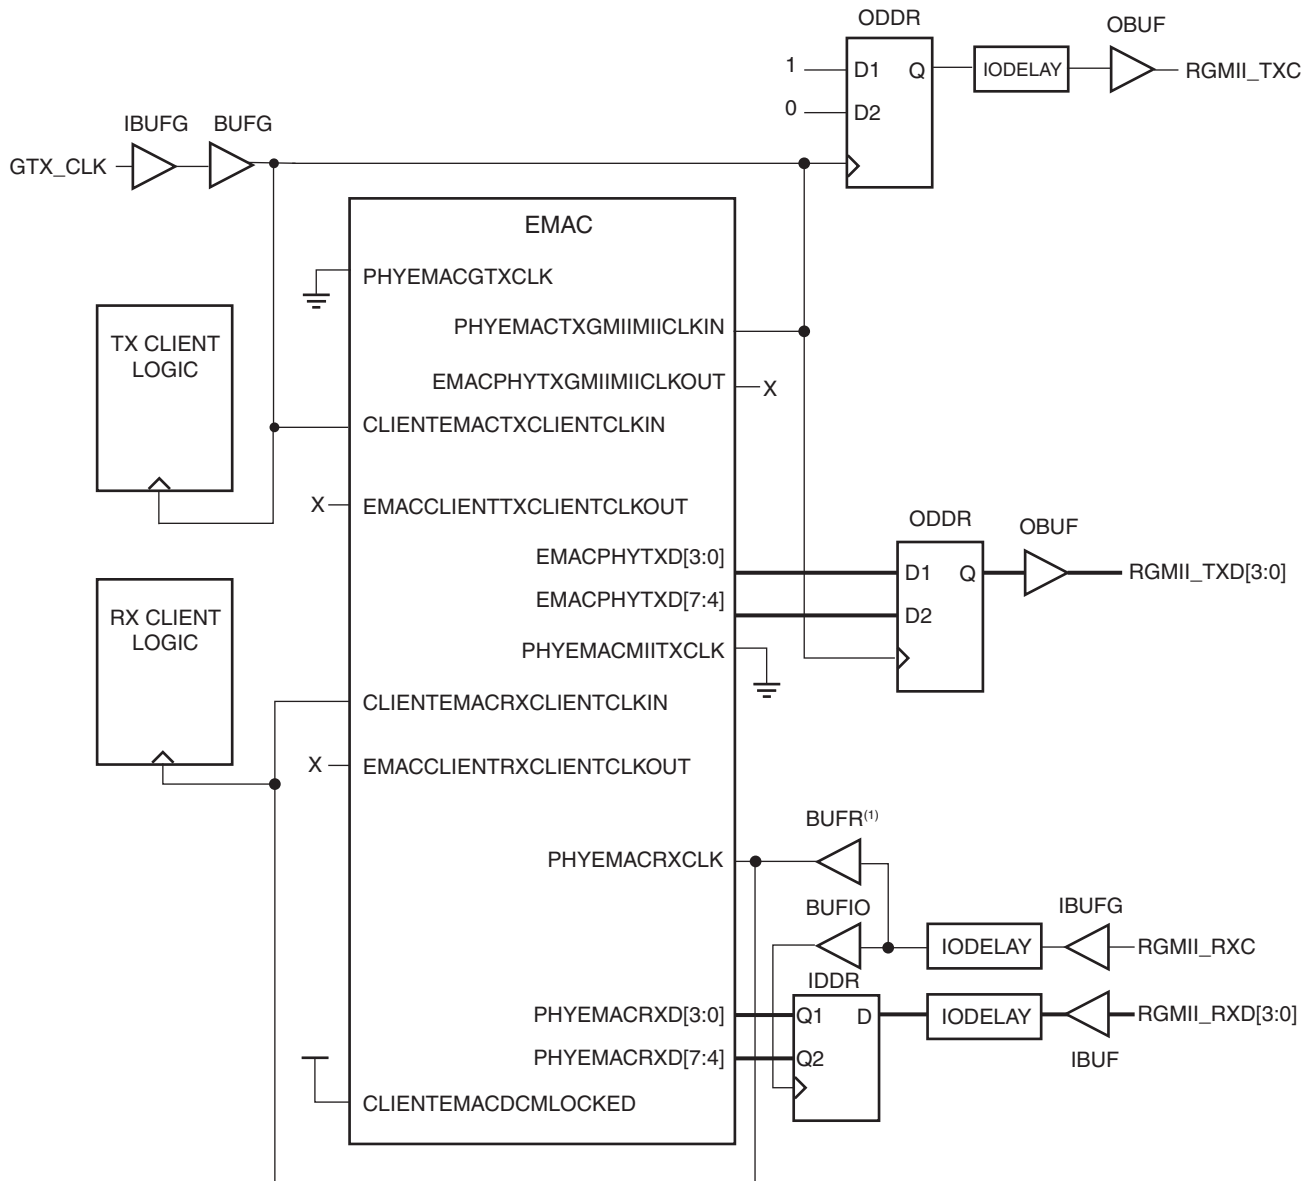 ODDR
OBUF
1
D1
Q
IODELAY
RGMII_TXC
0
D2
IBUFG
BUFG
GTX_CLK
EMAC
PHYEMACGTXCLK
TX CLIENT
LOGIC
PHYEMACTXGMIIMIICLKIN
EMACPHYTXGMIIMIICLKOUT
X
CLIENTEMACTXCLIENTCLKIN
X
EMACCLIENTTXCLIENTCLKOUT
ODDR
OBUF
EMACPHYTXD[3:0]
D1
Q
RGMII_TXD[3:0]
EMACPHYTXD[7:4]
D2
RX CLIENT
LOGIC
PHYEMACMIITXCLK
CLIENTEMACRXCLIENTCLKIN
X
EMACCLIENTRXCLIENTCLKOUT
BUFR(1)
PHYEMACRXCLK
BUFIO
IBUFG
IODELAY
RGMII_RXC
IDDR
PHYEMACRXD[3:0]
Q1
D
IODELAY
RGMII_RXD[3:0]
PHYEMACRXD[7:4]
Q2
IBUF
CLIENTEMACDCMLOCKED